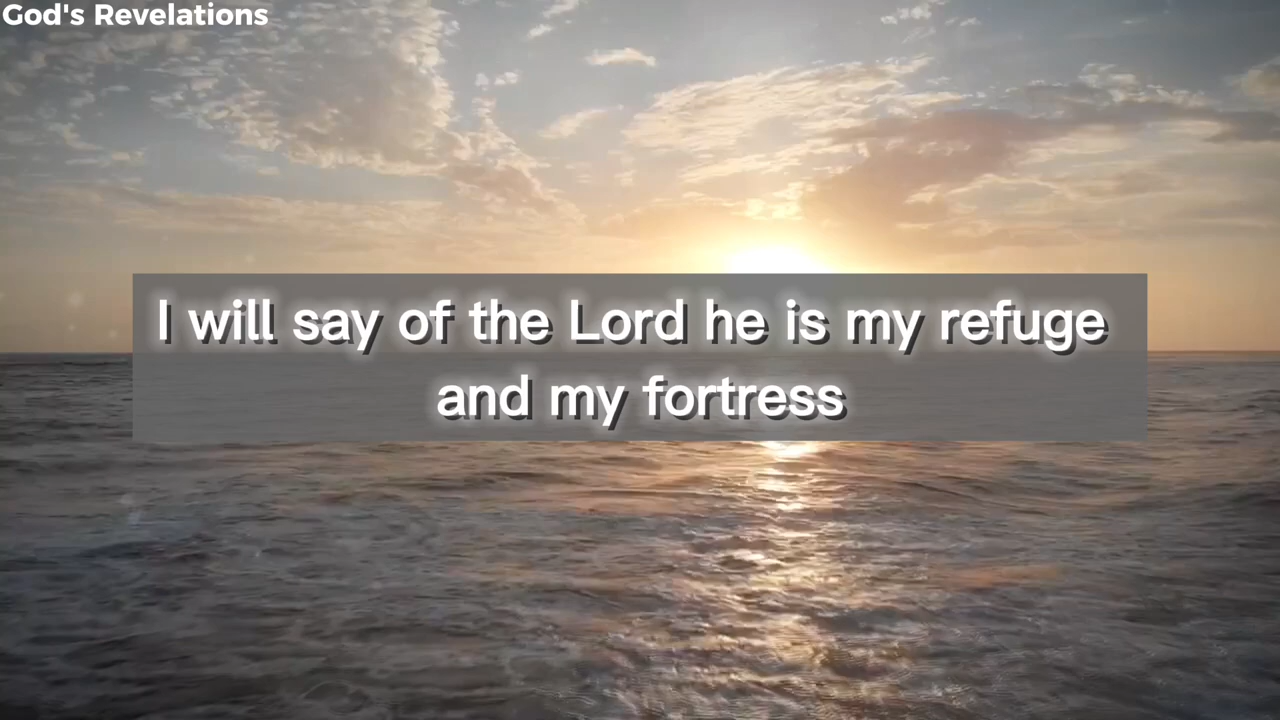 God's Revelations
I will say of the Lord he is my refuge
and my fortress